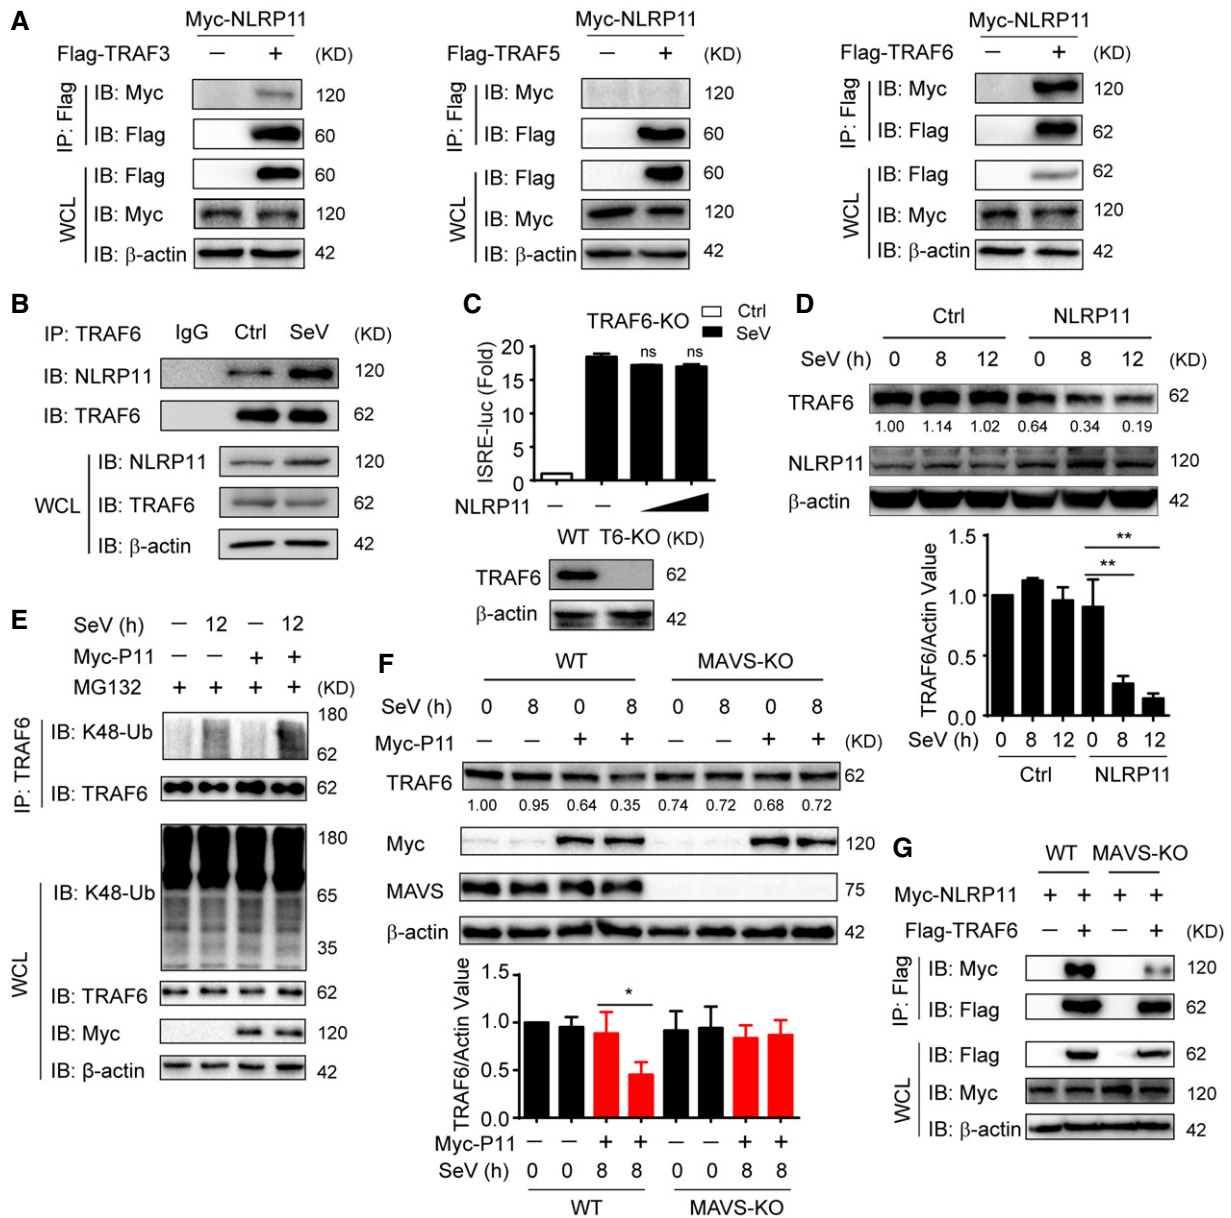 A
Myc-NLRP11
Flag-TRAF3 − + (KD)
IP: Flag
IB: Myc 120
IB: Flag 60
WCL
IB: Flag 60
IB: Myc 120
IB: β-actin 42
Myc-NLRP11
Flag-TRAF5 − + (KD)
IP: Flag
IB: Myc 120
IB: Flag 60
WCL
IB: Flag 60
IB: Myc 120
IB: β-actin 42
Myc-NLRP11
Flag-TRAF6 − + (KD)
IP: Flag
IB: Myc 120
IB: Flag 62
WCL
IB: Flag 62
IB: Myc 120
IB: β-actin 42
B
IP: TRAF6 IgG Ctrl SeV (KD)
IB: NLRP11 120
IB: TRAF6 62
WCL
IB: NLRP11 120
IB: TRAF6 62
IB: β-actin 42
C
Ctrl
SeV
TRAF6-KO
ISRE-luc (Fold)
20
15
10
5
0
ns ns
NLRP11 − −
WT T6-KO (KD)
TRAF6 62
β-actin 42
D
Ctrl NLRP11
SeV (h) 0 8 12 0 8 12 (KD)
TRAF6 62
1.00 1.14 1.02 0.64 0.34 0.19
NLRP11 120
β-actin 42
TRAF6/Actin Value
1.5
1.0
0.5
0.0
**
**
SeV (h) 0 8 12 0 8 12
Ctrl NLRP11
E
SeV (h) − 12 − 12
Myc-P11 − − + +
MG132 + + + + (KD)
IP: TRAF6
IB: K48-Ub 180
62
IB: TRAF6 62
WCL
180
IB: K48-Ub 65
35
IB: TRAF6 62
IB: Myc 120
IB: β-actin 42
F
WT MAVS-KO
SeV (h) 0 8 0 8 0 8 0 8
Myc-P11 − − + + − − + + (KD)
TRAF6 62
1.00 0.95 0.64 0.35 0.74 0.72 0.68 0.72
Myc 120
MAVS 75
β-actin 42
TRAF6/Actin Value
1.5
1.0
0.5
0.0
*
Myc-P11 − − + + − − + +
SeV (h) 0 0 8 8 0 0 8 8
WT MAVS-KO
G
WT MAVS-KO
Myc-NLRP11 + + + +
Flag-TRAF6 − + − + (KD)
IP: Flag
IB: Myc 120
IB: Flag 62
WCL
IB: Flag 62
IB: Myc 120
IB: β-actin 42